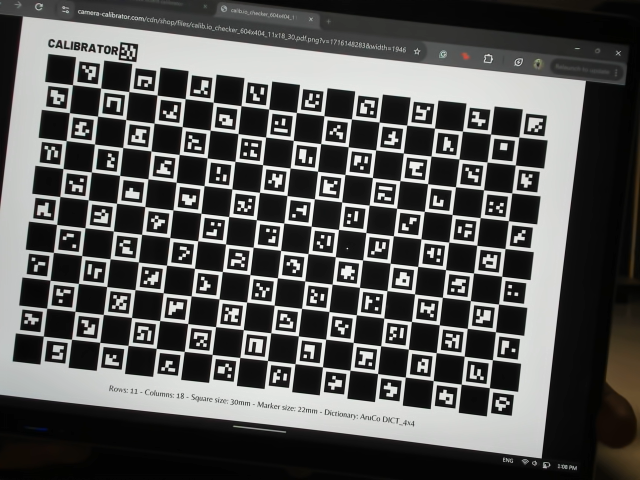 calib.io_checker_604x404_1
camera-calibrator.com/cdn/shop/files/calib.io_checker_604x404_11x18_30.pdf.png?v=1716148283&width=1946
CALIBRATOR
Rows: 11 - Columns: 18 - Square size: 30mm - Marker size: 22mm - Dictionary: AruCo DICT_4x4
ENG
1:08 PM